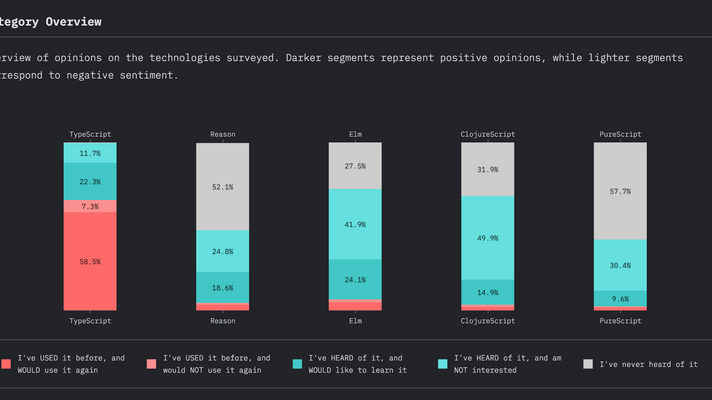 tegory Overview
erview of opinions on the technologies surveyed. Darker segments represent positive opinions, while lighter segments
rrespond to negative sentiment.
TypeScript Reason Elm ClojureScript PureScript
11.7%
22.3%
7.3%
58.5%
52.1%
24.8%
18.6%
27.5%
41.9%
24.1%
31.9%
49.9%
14.9%
57.7%
30.4%
9.6%
TypeScript Reason Elm ClojureScript PureScript
I've USED it before, and
WOULD use it again
I've USED it before, and
would NOT use it again
I've HEARD of it, and
WOULD like to learn it
I've HEARD of it, and am
NOT interested
I've never heard of it